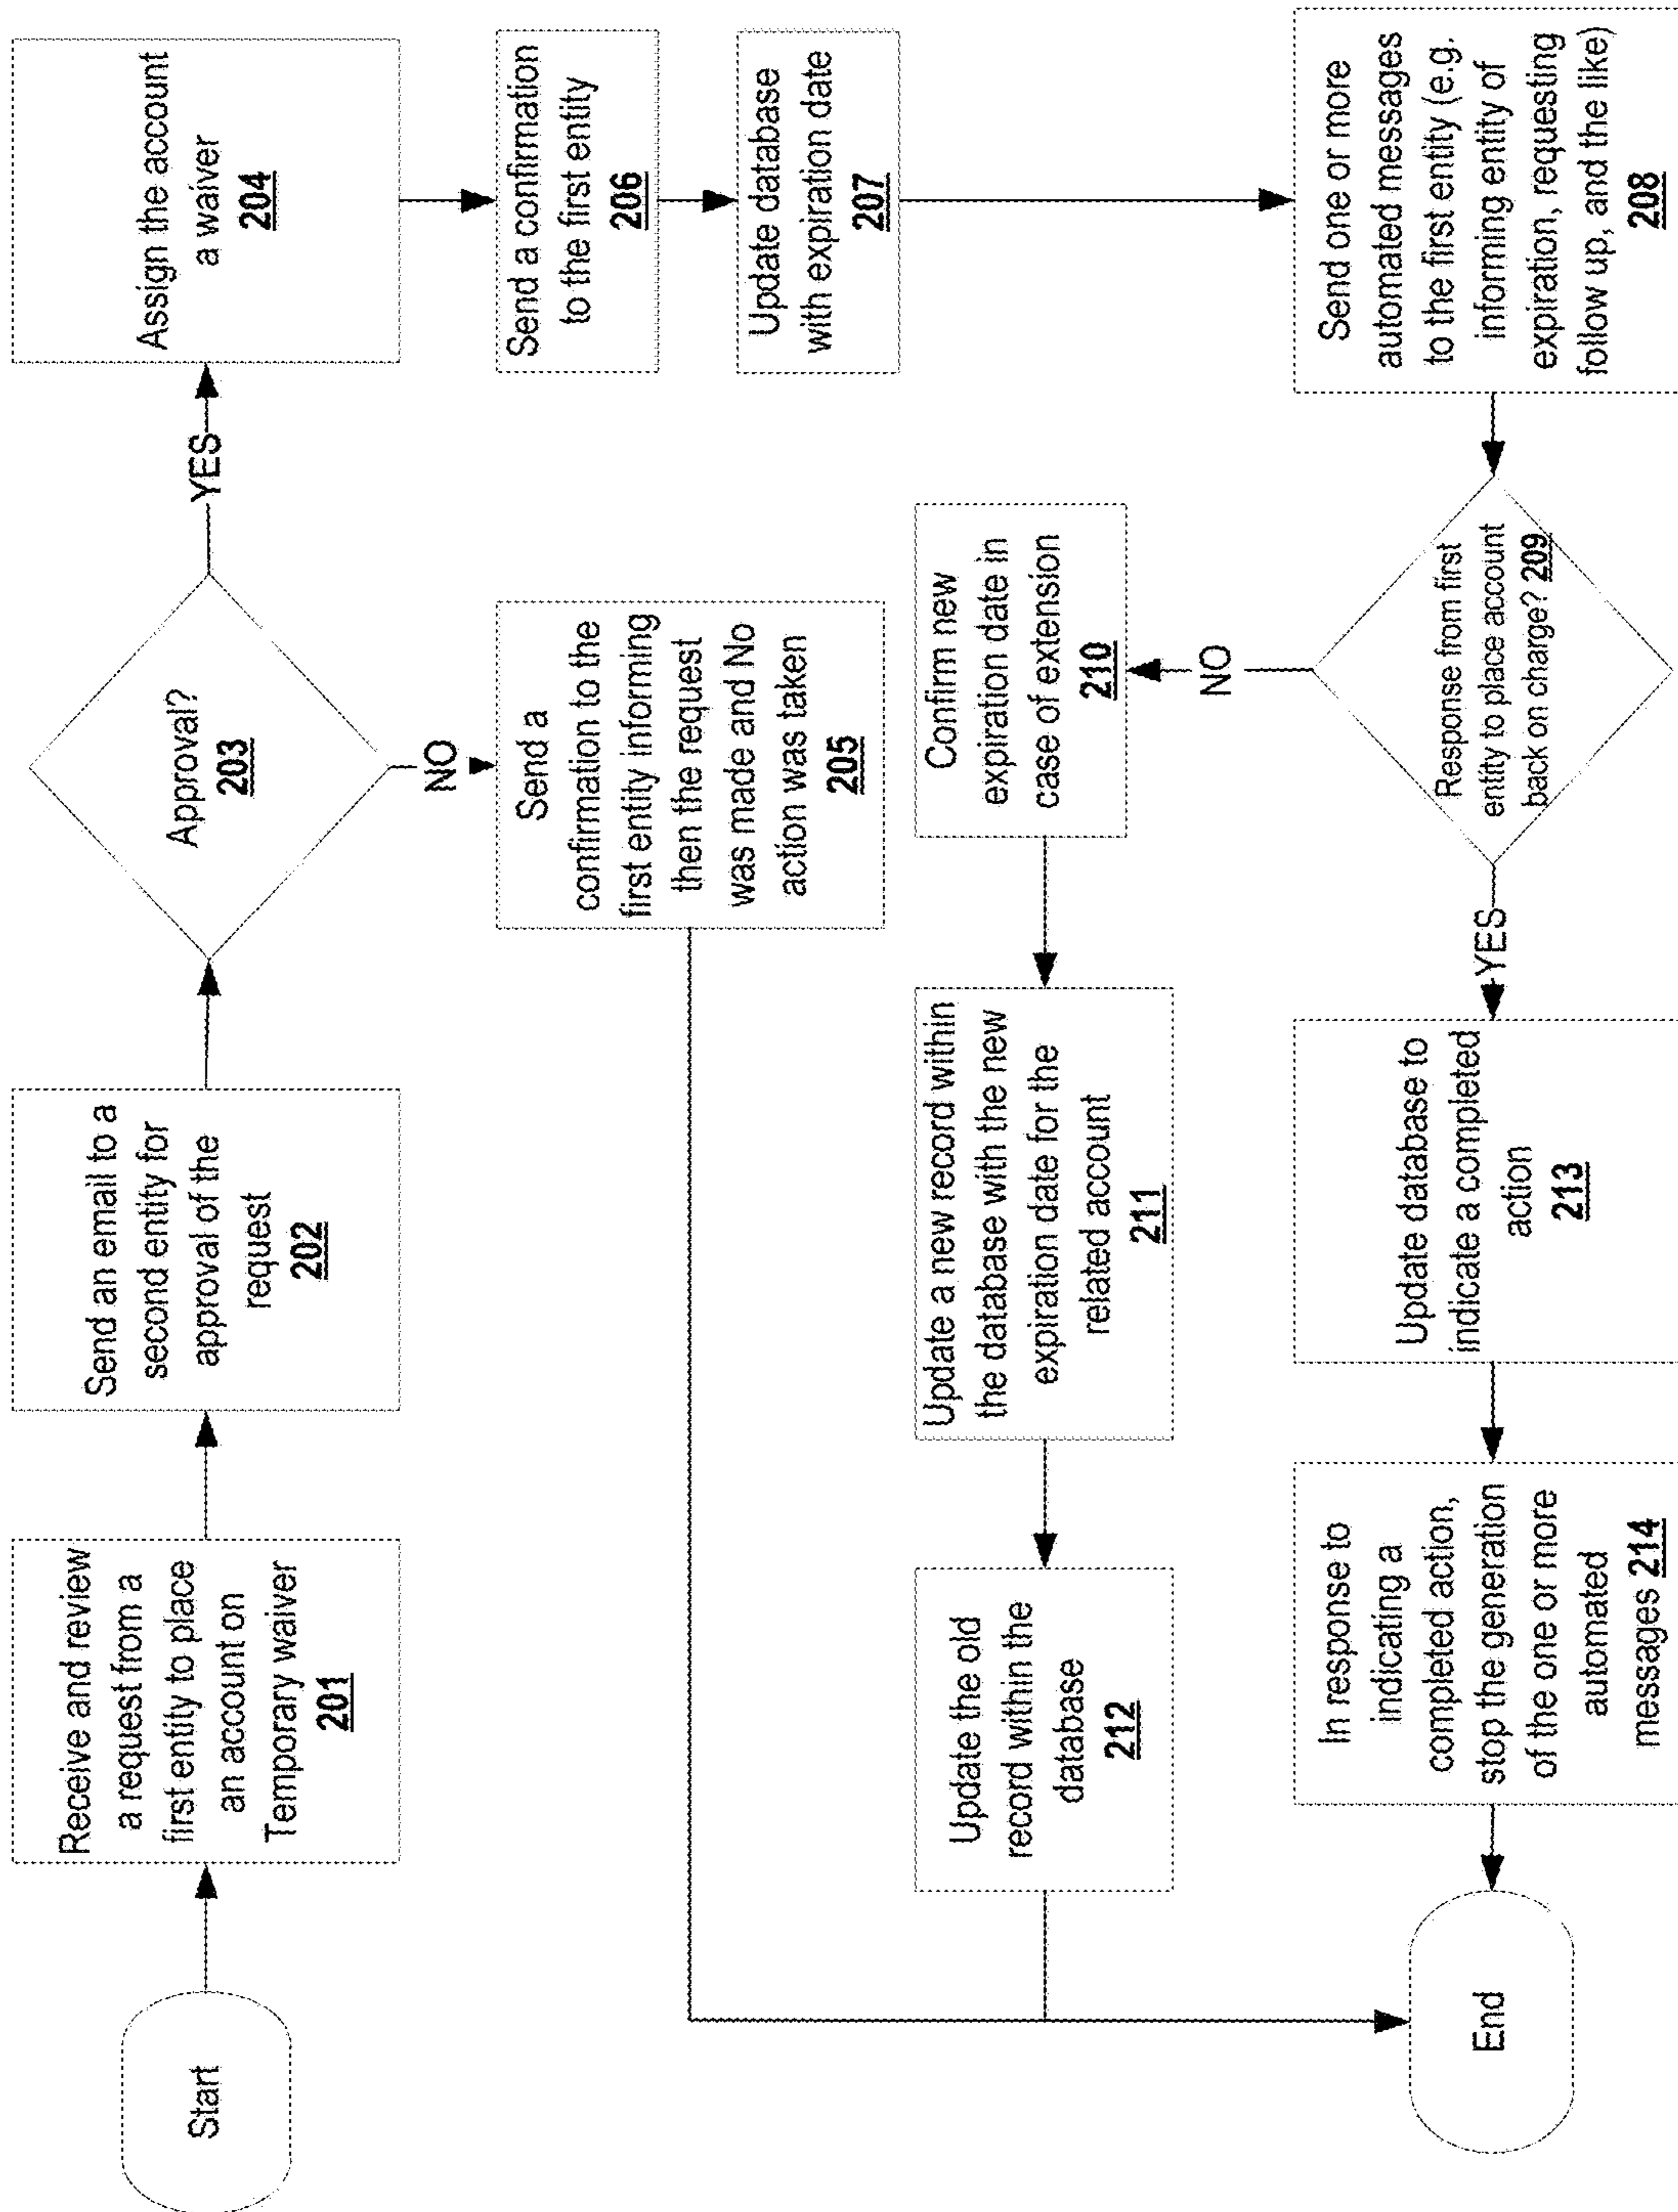 Start
Receive and review
a request from a
first entity to place
an account on
Temporary waiver
201
Send an email to a
second entity for
approval of the
request
202
Approval?
203
YES
Assign the account
a waiver
204
NO
Send a
confirmation to the
first entity informing
then the request
was made and No
action was taken
205
Send a confirmation
to the first entity
206
Update database
with expiration date
207
Send one or more
automated messages
to the first entity (e.g.
informing entity of
expiration, requesting
follow up, and the like)
208
Response from first
entity to place account
back on charge? 209
NO
Confirm new
expiration date in
case of extension
210
Update a new record within
the database with the new
expiration date for the
related account
211
Update the old
record within the
database
212
YES
Update database to
indicate a completed
action
213
In response to
indicating a
completed action,
stop the generation
of the one or more
automated
messages 214
End